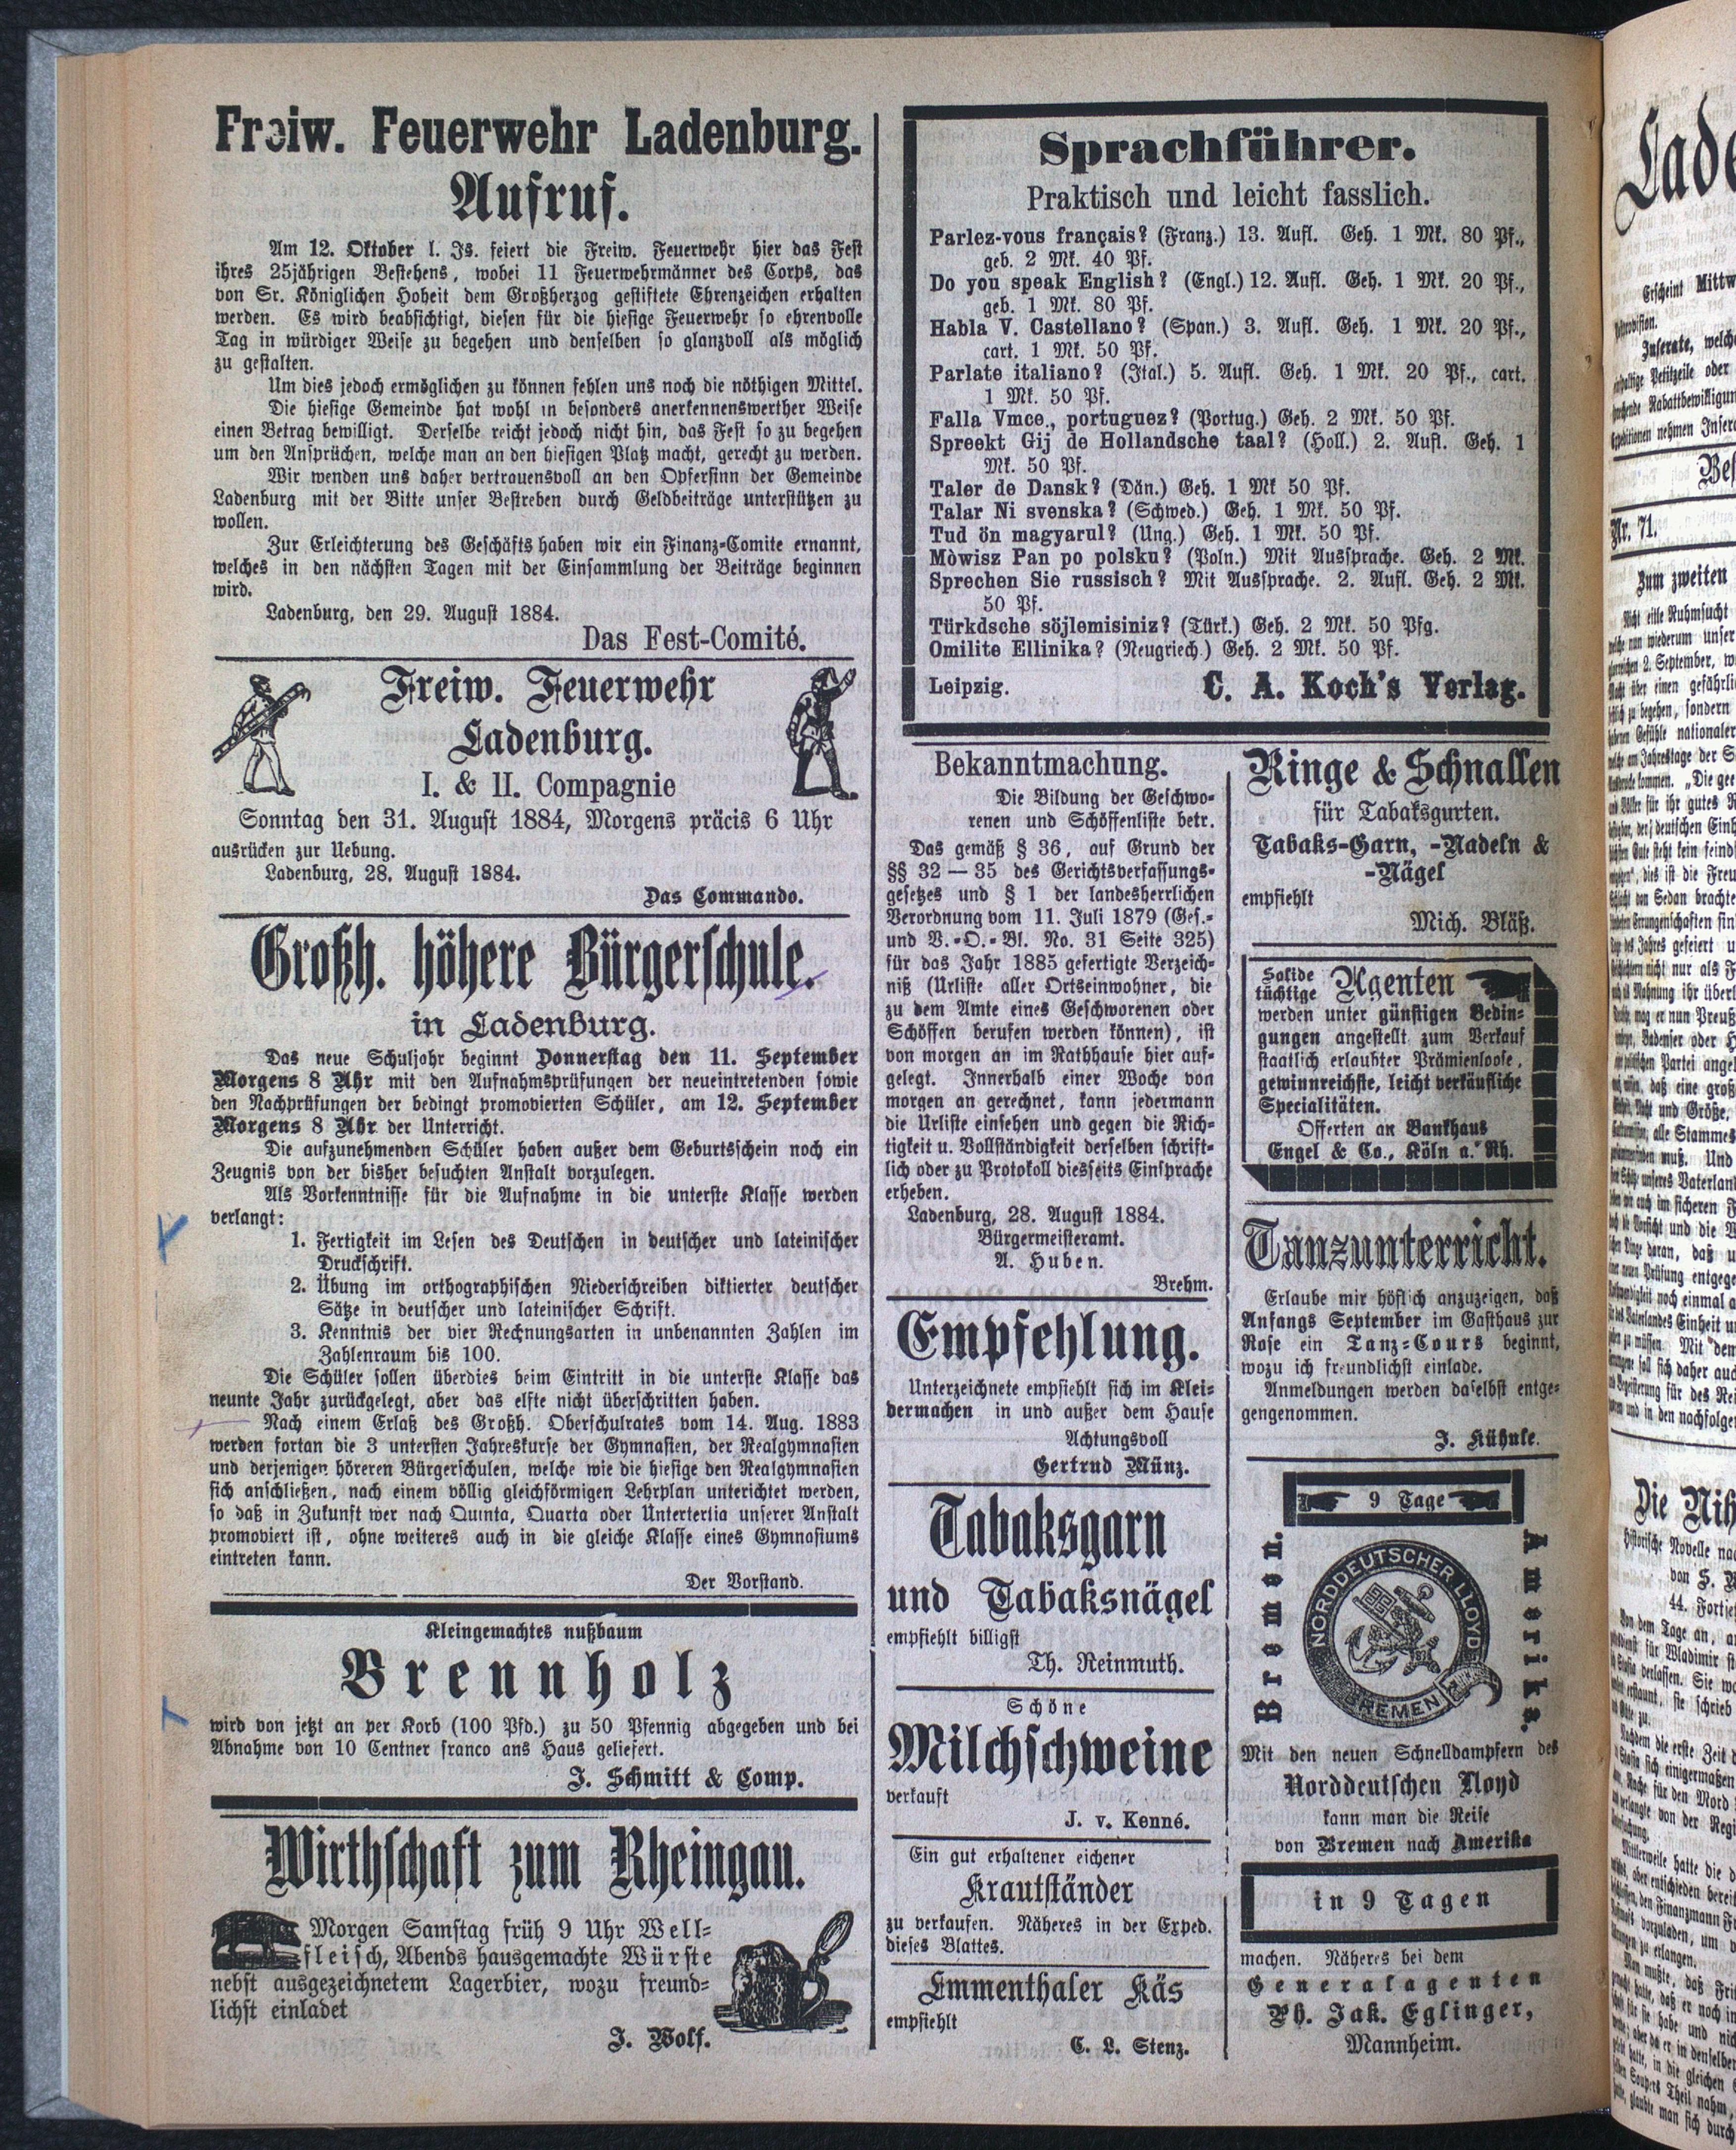 Freiw. Feuerwehr Ladenburg.
Aufruf.
Am 12. Oktober l. Js. feiert die Freiw. Feuerwehr hier das Fest
ihres 25jährigen Bestehens, wobei 11 Feuerwehrmänner des Corps, das
von Sr. Königlichen Hoheit dem Großherzog gestiftete Ehrenzeichen erhalten
werden. Es wird beabsichtigt, diesen für die hiesige Feuerwehr so ehrenvolle
Tag in würdiger Weise zu begehen und denselben so glanzvoll als möglich
zu gestalten.
Um dies jedoch ermöglichen zu können fehlen uns noch die nöthigen Mittel.
Die hiesige Gemeinde hat wohl in besonders anerkennenswerther Weise
einen Betrag bewilligt. Derselbe reicht jedoch nicht hin, das Fest so zu begehen
um den Ansprüchen, welche man an den hiesigen Platz macht, gerecht zu werden.
Wir wenden uns daher vertrauensvoll an den Opfersinn der Gemeinde
Ladenburg mit der Bitte unser Bestreben durch Geldbeiträge unterstützen zu
wollen.
Zur Erleichterung des Geschäfts haben wir ein Finanz-Comite ernannt,
welches in den nächsten Tagen mit der Einsammlung der Beiträge beginnen
wird.
Ladenburg, den 29. August 1884.
Das Fest-Comité.
Freiw. Feuerwehr
Ladenburg.
I. & II. Compagnie
Sonntag den 31. August 1884, Morgens präcis 6 Uhr
ausrücken zur Uebung.
Ladenburg, 28. August 1884.
Das Commando.
Großh. höhere Bürgerschule.
in Ladenburg.
Das neue Schuljahr beginnt Donnerstag den 11. September
Morgens 8 Uhr mit den Aufnahmsprüfungen der neueintretenden sowie
den Nachprüfungen der bedingt promovierten Schüler, am 12. September
Morgens 8 Uhr der Unterricht.
Die aufzunehmenden Schüler haben außer dem Geburtsschein noch ein
Zeugnis von der bisher besuchten Anstalt vorzulegen.
Als Vorkenntnisse für die Aufnahme in die unterste Klasse werden
verlangt:
1. Fertigkeit im Lesen des Deutschen in deutscher und lateinischer
Druckschrift.
2. Übung im orthographischen Niederschreiben diktierter deutscher
Sätze in deutscher und lateinischer Schrift.
3. Kenntnis der vier Rechnungsarten in unbenannten Zahlen im
Zahlenraum bis 100.
Die Schüler sollen überdies beim Eintritt in die unterste Klasse das
neunte Jahr zurückgelegt, aber das elfte nicht überschritten haben.
Nach einem Erlaß des Großh. Oberschulrates vom 14. Aug. 1883
werden fortan die 3 untersten Jahreskurse der Gymnasien, der Realgymnasien
und derjenigen höreren Bürgerschulen, welche wie die hiesige den Realgymnasien
sich anschließen, nach einem völlig gleichförmigen Lehrplan unterichtet werden,
so daß in Zukunft wer nach Quinta, Quarta oder Untertertia unserer Anstalt
promoviert ist, ohne weiteres auch in die gleiche Klasse eines Gymnasiums
eintreten kann.
Der Vorstand.
Kleingemachtes nußbaum
Brennholz
wird von jetzt an per Korb (100 Pfd.) zu 50 Pfennig abgegeben und bei
Abnahme von 10 Centner franco ans Haus geliefert.
J. Schmitt & Comp.
Wirthschaft zum Rheingau.
Morgen Samstag früh 9 Uhr Well-
fleisch, Abends hausgemachte Würste
nebst ausgezeichnetem Lagerbier, wozu freund-
lichst einladet
J. Wolf.
Sprachführer.
Praktisch und leicht fasslich.
Parlez-vous français? (Franz.) 13. Aufl. Geh. 1 Mk. 80 Pf.,
geb. 2 Mk. 40 Pf.
Do you speak English? (Engl.) 12. Aufl. Geh. 1 Mk. 20 Pf.,
geb. 1 Mk. 80 Pf.
Habla V. Castellano? (Span.) 3. Aufl. Geh. 1 Mk. 20 Pf.,
cart. 1 Mk. 50 Pf.
Parlate italiano? (Ital.) 5. Aufl. Geh. 1 Mk. 20 Pf., cart.
1 Mk. 50 Pf.
Falla Vmce., portuguez? (Portug.) Geh. 2 Mk. 50 Pf.
Spreekt Gij de Hollandsche taal? (Holl.) 2. Aufl. Geh. 1
Mk. 50 Pf.
Taler de Dansk? (Dän.) Geh. 1 Mk 50 Pf.
Talar Ni svenska? (Schwed.) Geh. 1 Mk. 50 Pf.
Tud ön magyarul? (Ung.) Geh. 1 Mk. 50 Pf.
Mòwisz Pan po polsku? (Poln.) Mit Aussprache. Geh. 2 Mk.
Sprechen Sie russisch? Mit Aussprache. 2. Aufl. Geh. 2 Mk.
50 Pf.
Türkdsche söjlemisiniz? (Türk.) Geh. 2 Mk. 50 Pfg.
Omilite Ellinika? (Neugriech.) Geh. 2 Mk. 50 Pf.
Leipzig. C. A. Koch's Verlag.
Bekanntmachung.
Die Bildung der Geschwo-
renen und Schöffenliste betr.
Das gemäß § 36, auf Grund der
§§ 32 — 35 des Gerichtsverfassungs-
gesetzes und § 1 der landesherrlichen
Verordnung vom 11. Juli 1879 (Ges.-
und V.-O.-Bl. No. 31 Seite 325)
für das Jahr 1885 gefertigte Verzeich-
niß (Urliste aller Ortseinwohner, die
zu dem Amte eines Geschworenen oder
Schöffen berufen werden können), ist
von morgen an im Rathhause hier auf-
gelegt. Innerhalb einer Woche von
morgen an gerechnet, kann jedermann
die Urliste einsehen und gegen die Rich-
tigkeit u. Vollständigkeit derselben schrift-
lich oder zu Protokoll diesseits Einsprache
erheben.
Ladenburg, 28. August 1884.
Bürgermeisteramt.
A. Huben.
Brehm.
Empfehlung.
Unterzeichnete empfiehlt sich im Klei-
dermachen in und außer dem Hause
Achtungsvoll
Gertrud Münz.
Tabaksgarn
und Tabaksnägel
empfiehlt billigst
Th. Reinmuth.
Schöne
Milchschweine
verkauft
J. v. Kenné.
Ein gut erhaltener eichener
Krautständer
zu verkaufen. Näheres in der Exped.
dieses Blattes.
Emmenthaler Käs
empfiehlt
C. L. Stenz.
Ringe & Schnallen
für Tabaksgurten.
Tabaks-Garn, -Nadeln &
-Nägel
empfiehlt
Mich. Bläß.
Solide
tüchtige Agenten
werden unter günstigen Bedin-
gungen angestellt zum Verkauf
staatlich erlaubter Prämienloose,
gewinnreichste, leicht verkäufliche
Specialitäten.
Offerten an Bankhaus
Engel & Co., Köln a. Rh.
Tanzunterricht.
Erlaube mir höflich anzuzeigen, daß
Anfangs September im Gasthaus zur
Rose ein Tanz-Cours beginnt,
wozu ich freundlichst einlade.
Anmeldungen werden daselbst entge-
gengenommen.
J. Kühnle.
9 Tage
Bremen.
NORDDEUTSCHER LLOYD
BREMEN
Amerika.
Mit den neuen Schnelldampfern des
Norddeutschen Lloyd
kann man die Reise
von Bremen nach Amerika
in 9 Tagen
machen. Näheres bei dem
Generalagenten
Ph. Jak. Eglinger,
Mannheim.
Erscheint
Inserate, welche
Nr. 71.
Zum zweiten